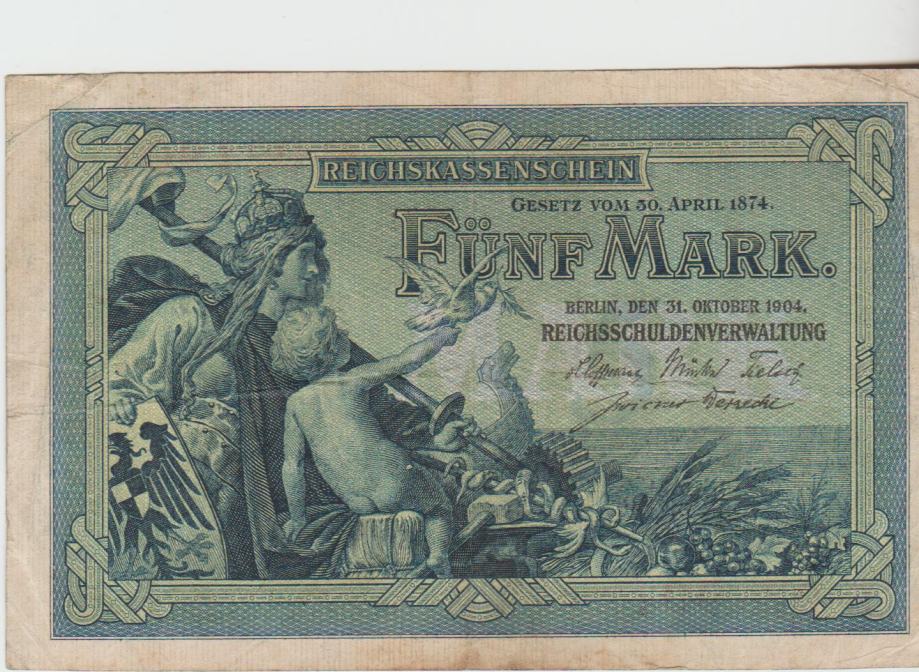 REICHSKASSENSCHEIN
GESETZ VOM 30. APRIL 1874.
FÜNF MARK.
BERLIN, DEN 31. OKTOBER 1904.
REICHSSCHULDENVERWALTUNG